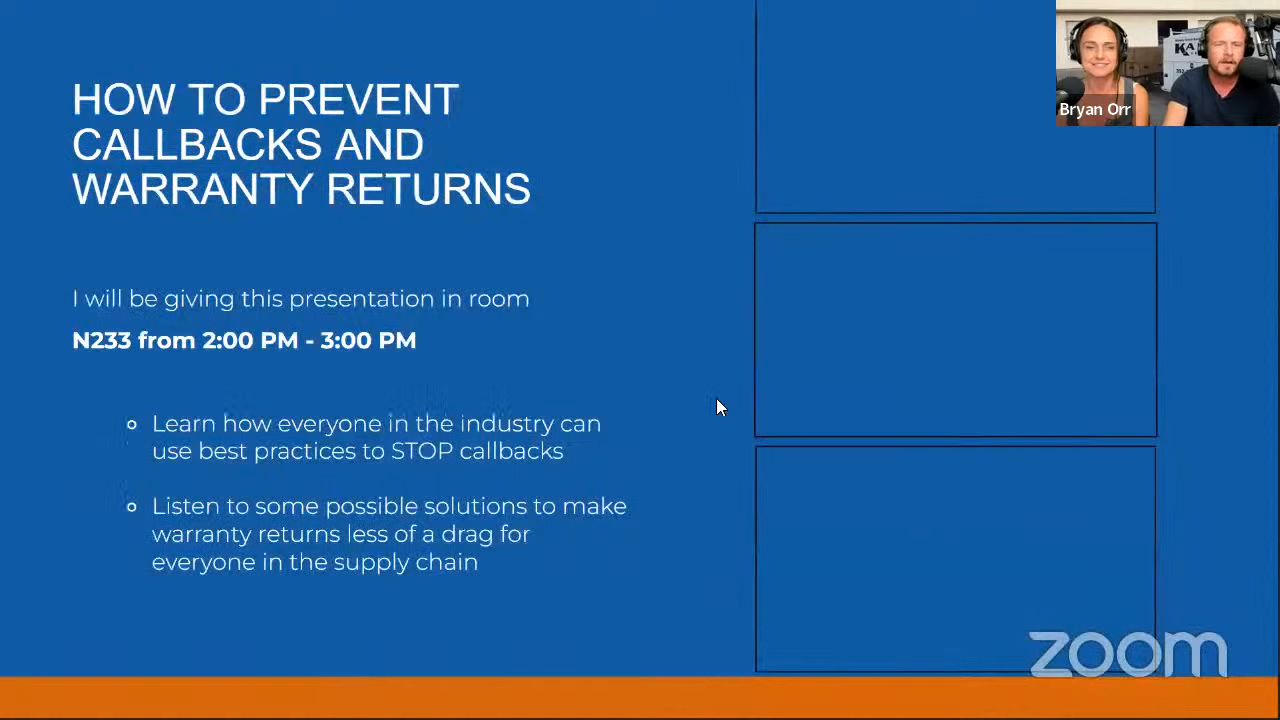 HOW TO PREVENT
CALLBACKS AND
WARRANTY RETURNS
I will be giving this presentation in room
N233 from 2:00 PM - 3:00 PM
Learn how everyone in the industry can
use best practices to STOP callbacks
Listen to some possible solutions to make
warranty returns less of a drag for
everyone in the supply chain
Bryan Orr
zoom